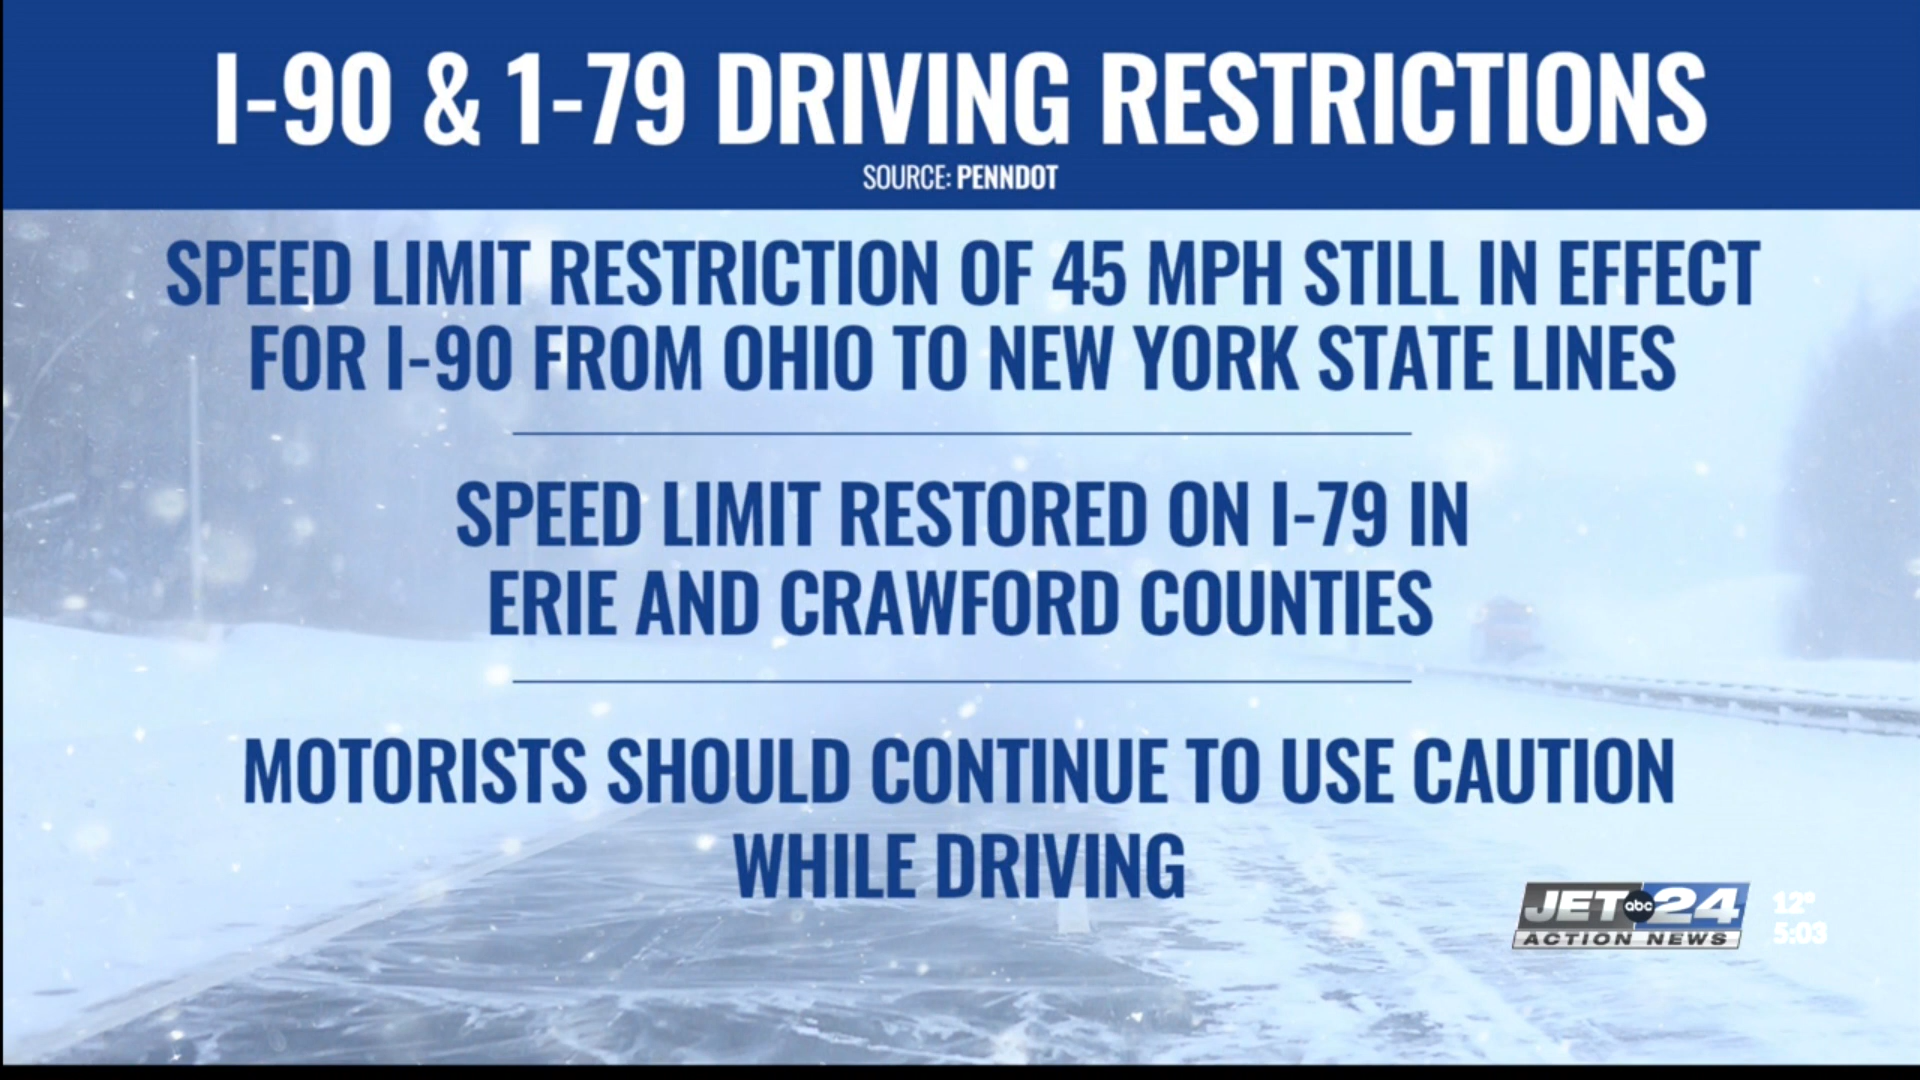 I-90 & 1-79 DRIVING RESTRICTIONS
SOURCE: PENNDOT
SPEED LIMIT RESTRICTION OF 45 MPH STILL IN EFFECT
FOR I-90 FROM OHIO TO NEW YORK STATE LINES
SPEED LIMIT RESTORED ON I-79 IN
ERIE AND CRAWFORD COUNTIES
MOTORISTS SHOULD CONTINUE TO USE CAUTION
WHILE DRIVING
JET abc 24
ACTION NEWS
12°
5:03